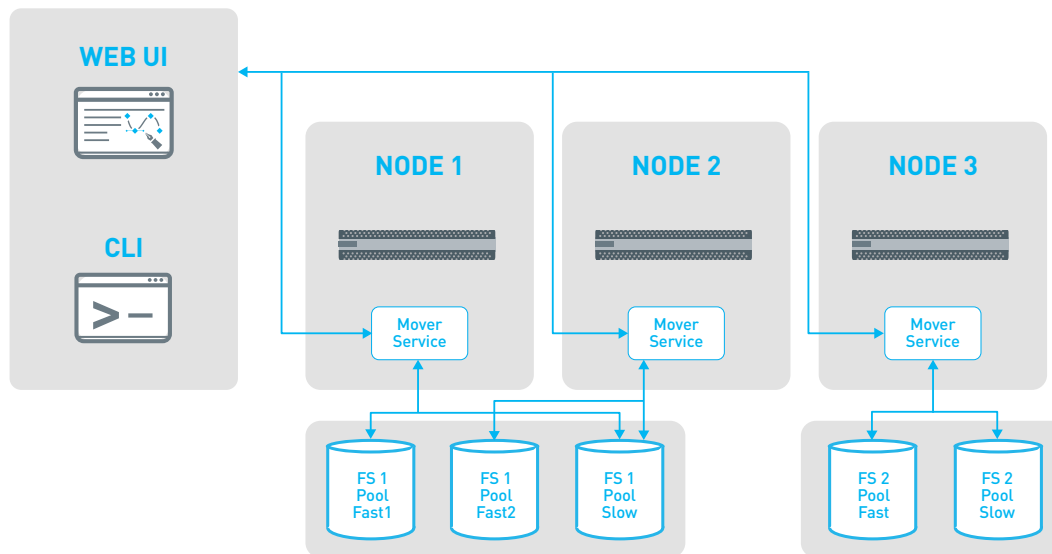 WEB UI
CLI
>–
NODE 1
NODE 2
NODE 3
Mover
Service
Mover
Service
Mover
Service
FS 1
Pool
Fast1
FS 1
Pool
Fast2
FS 1
Pool
Slow
FS 2
Pool
Fast
FS 2
Pool
Slow